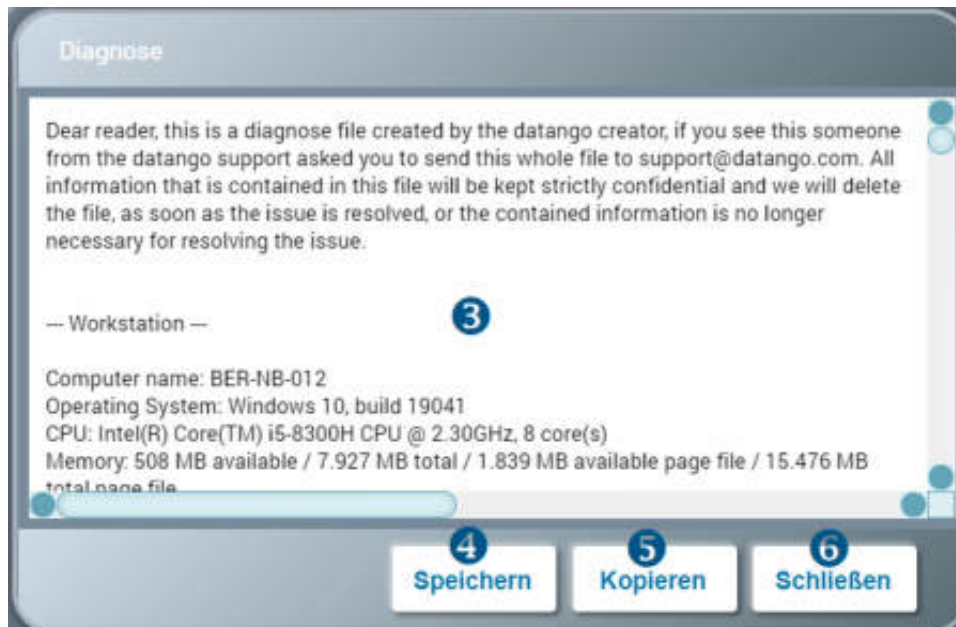 Diagnose
Dear reader, this is a diagnose file created by the datango creator, if you see this someone
from the datango support asked you to send this whole file to support@datango.com. All
information that is contained in this file will be kept strictly confidential and we will delete
the file, as soon as the issue is resolved, or the contained information is no longer
necessary for resolving the issue.
--- Workstation ---
3
Computer name: BER-NB-012
Operating System: Windows 10, build 19041
CPU: Intel(R) Core(TM) i5-8300H CPU @ 2.30GHz, 8 core(s)
Memory: 508 MB available / 7.927 MB total / 1.839 MB available page file / 15.476 MB
total page file
4 5 6
Speichern Kopieren Schließen